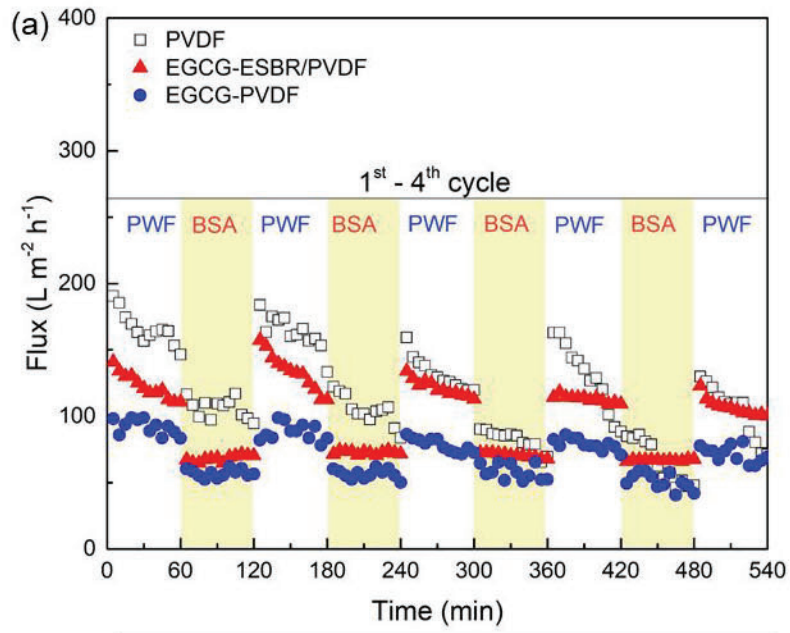 (a)
400
300
200
100
0
Flux (L m⁻² h⁻¹)
PVDF
EGCG-ESBR/PVDF
EGCG-PVDF
1ˢᵗ - 4ᵗʰ cycle
PWF BSA PWF BSA PWF BSA PWF BSA PWF
0 60 120 180 240 300 360 420 480 540
Time (min)